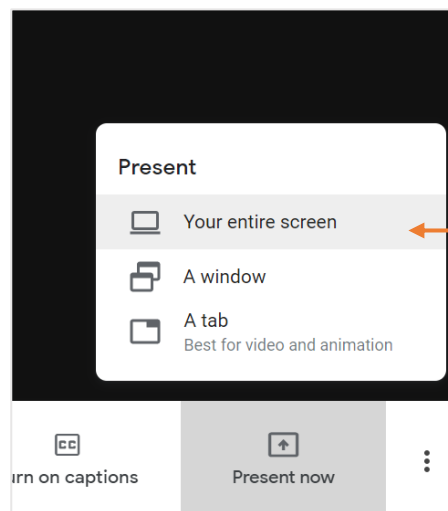 Present
Your entire screen
A window
A tab
Best for video and animation
CC
urn on captions
Present now